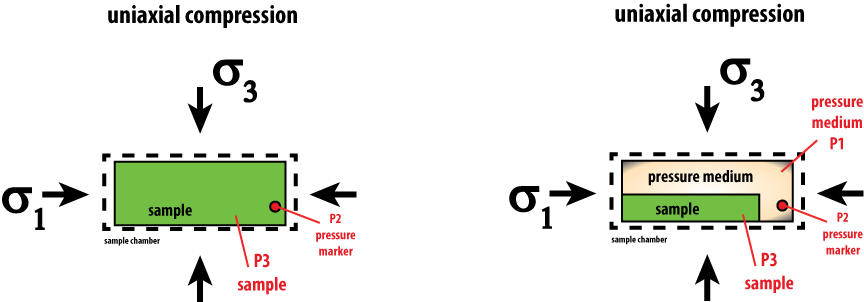 uniaxial compression
σ3
σ1
sample
P2
pressure
marker
sample chamber
P3
sample
uniaxial compression
σ3
pressure
medium
P1
σ1
pressure medium
sample
P2
pressure
marker
sample chamber
P3
sample